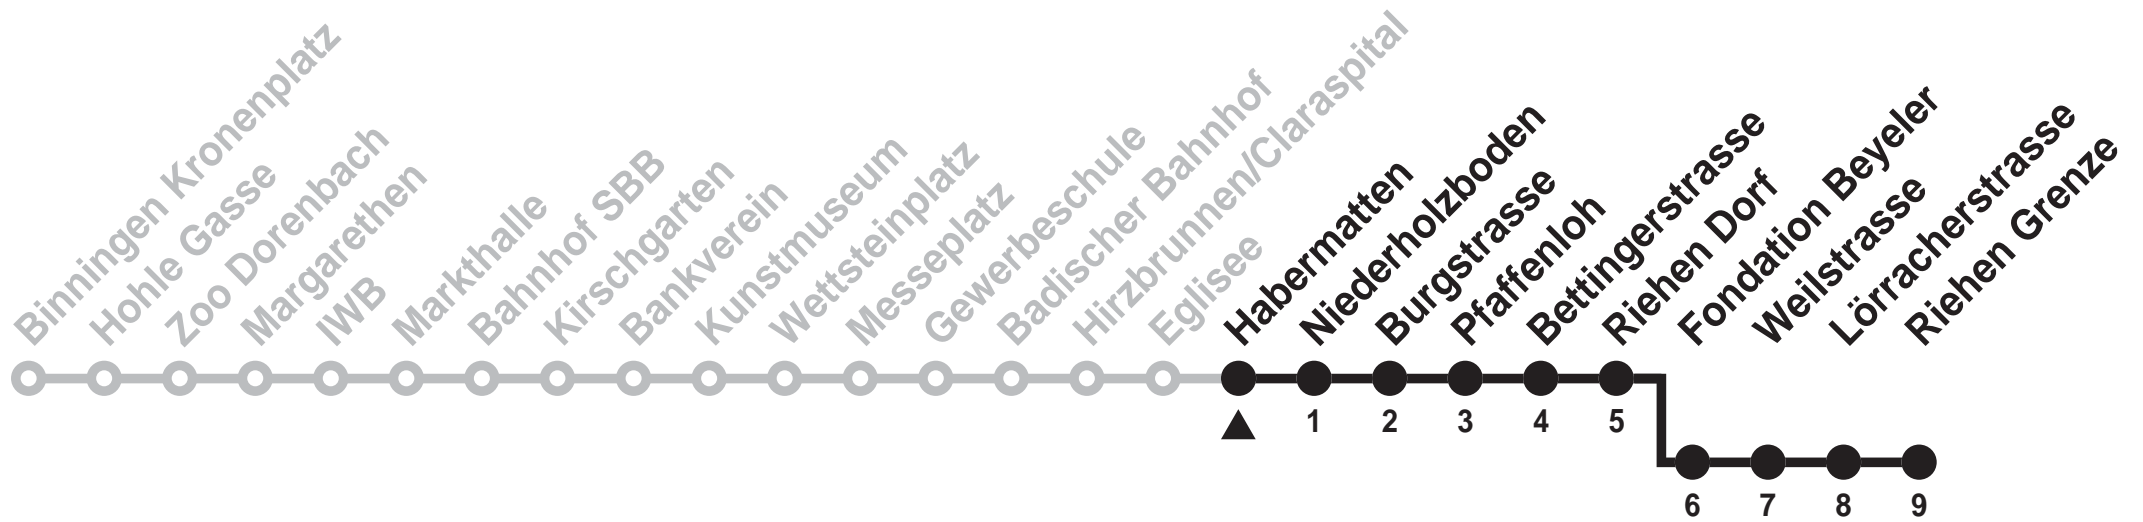 Binningen Kronenplatz
Hohle Gasse
Zoo Dorenbach
Margarethen
IWB
Markthalle
Bahnhof SBB
Kirschgarten
Bankverein
Kunstmuseum
Wettsteinplatz
Messeplatz
Gewerbeschule
Badischer Bahnhof
Hirzbrunnen/Claraspital
Eglisee
Habermatten
Niederholzboden
Burgstrasse
Pfaffenloh
Bettingerstrasse
Riehen Dorf
Fondation Beyeler
Weilstrasse
Lörracherstrasse
Riehen Grenze
1 2 3 4 5
6 7 8 9